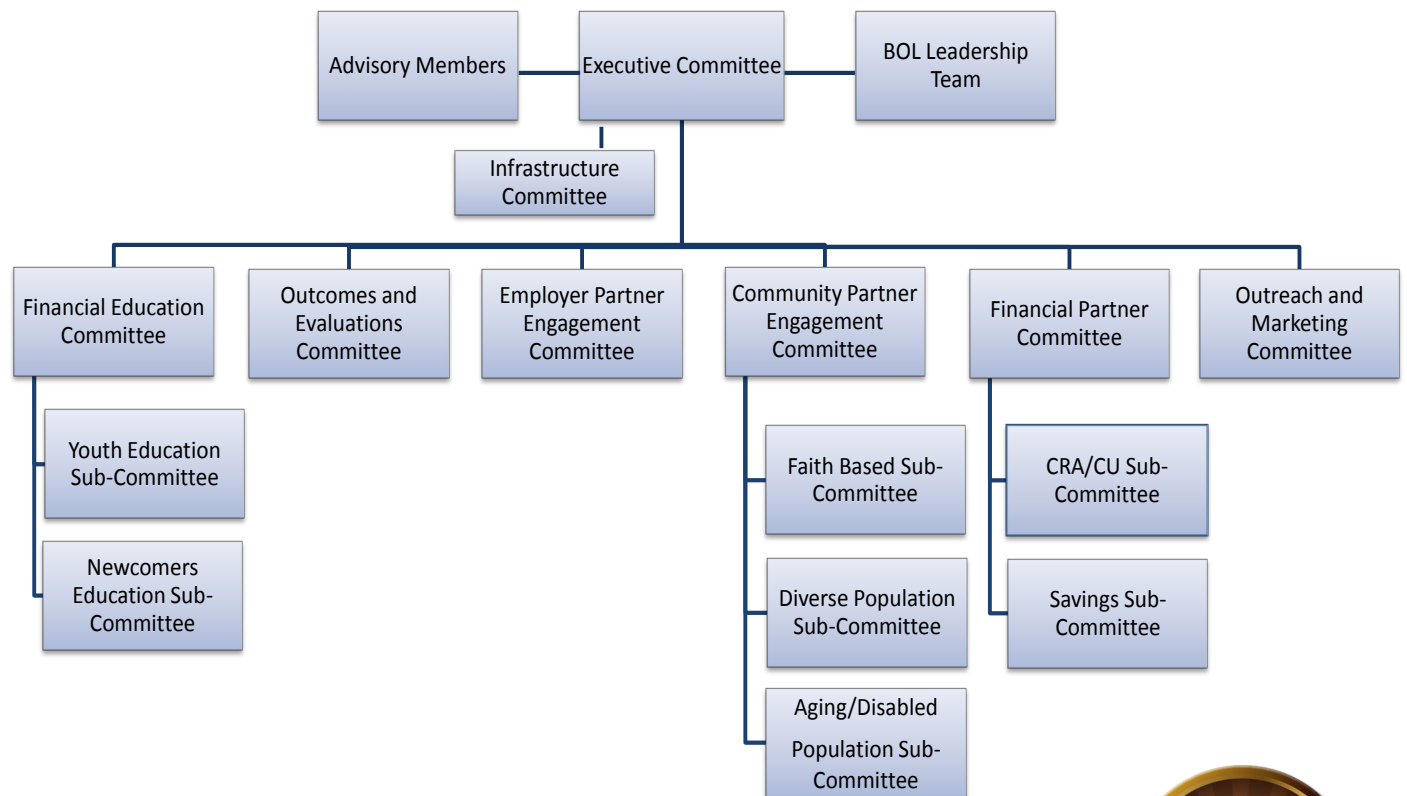 Advisory Members
Executive Committee
BOL Leadership
Team
Infrastructure
Committee
Financial Education
Committee
Outcomes and
Evaluations
Committee
Employer Partner
Engagement
Committee
Community Partner
Engagement
Committee
Financial Partner
Committee
Outreach and
Marketing
Committee
Youth Education
Sub-Committee
Newcomers
Education Sub-
Committee
Faith Based Sub-
Committee
Diverse Population
Sub-Committee
Aging/Disabled
Population Sub-
Committee
CRA/CU Sub-
Committee
Savings Sub-
Committee